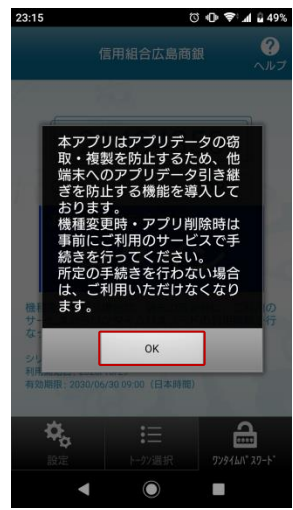 23:15
49%
信用組合広島商銀
ヘルプ
本アプリはアプリデータの窃
取・複製を防止するため、他
端末へのアプリデータ引き継
ぎを防止する機能を導入して
おります。
機種変更時・アプリ削除時は
事前にご利用のサービスで手
続きを行ってください。
所定の手続きを行わない場合
は、ご利用いただけなくなり
ます。
OK
有効期限：2030/06/30 09:00（日本時間）
設定
トークン選択
ワンタイムパスワード